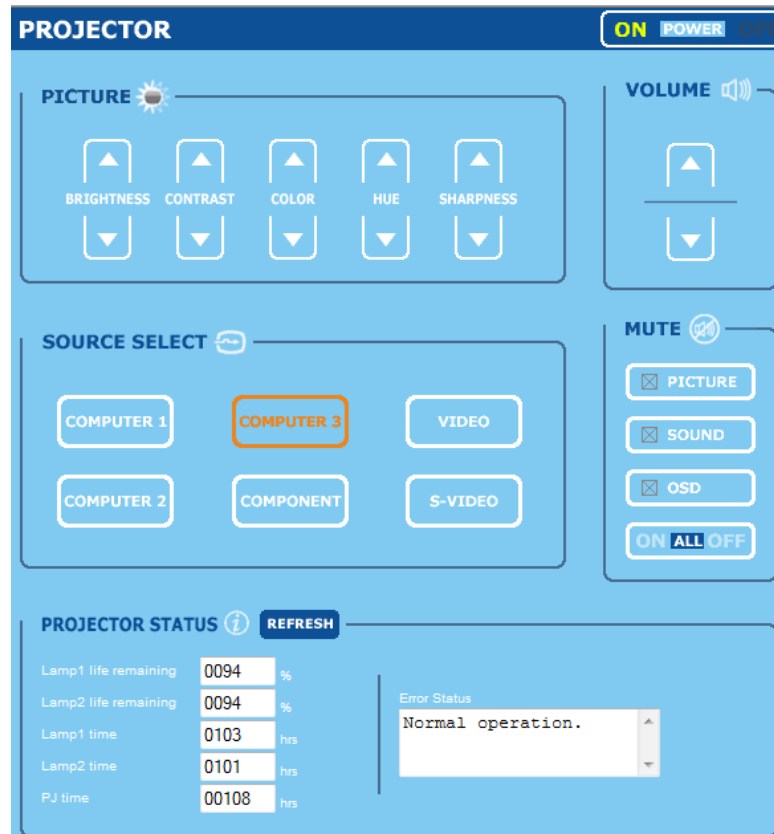 PROJECTOR
ON POWER OFF
PICTURE
BRIGHTNESS CONTRAST COLOR HUE SHARPNESS
VOLUME
SOURCE SELECT
COMPUTER 1 COMPUTER 3 VIDEO
COMPUTER 2 COMPONENT S-VIDEO
MUTE
PICTURE
SOUND
OSD
ON ALL OFF
PROJECTOR STATUS REFRESH
Lamp1 life remaining 0094 %
Lamp2 life remaining 0094 %
Lamp1 time 0103 hrs
Lamp2 time 0101 hrs
PJ time 00108 hrs
Error Status
Normal operation.